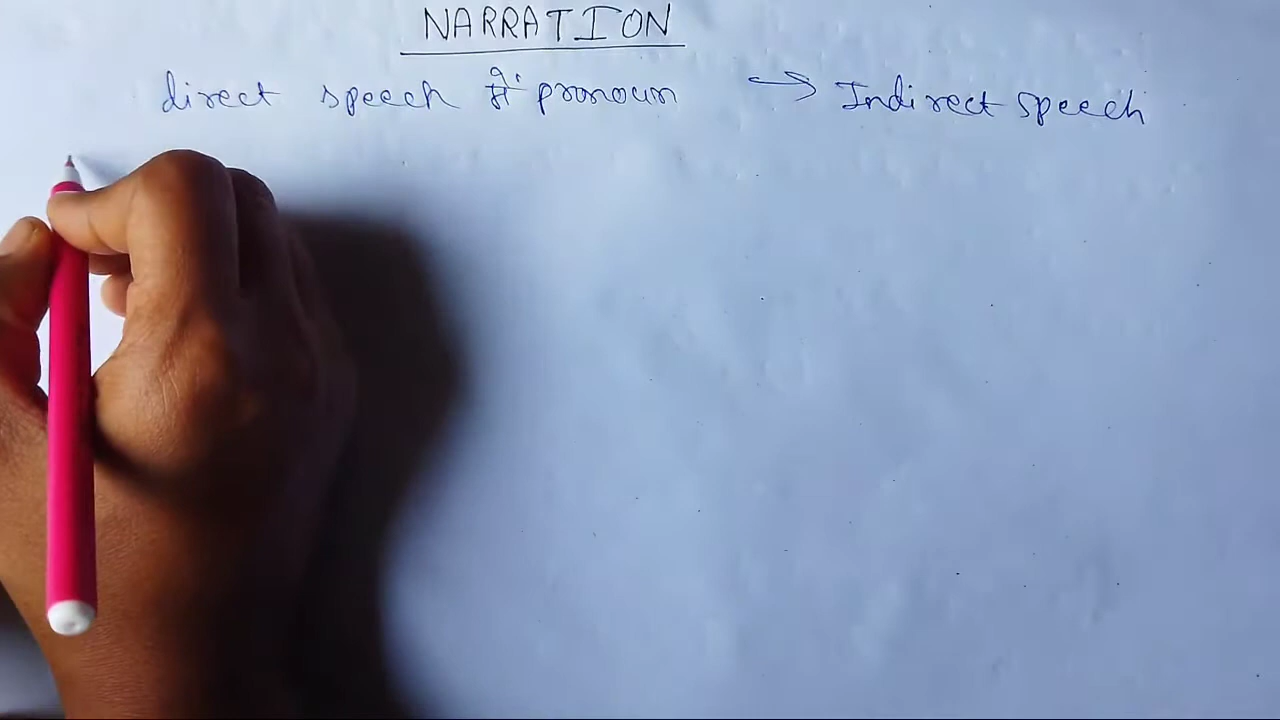 NARRATION
direct speech में pronoun → Indirect speech